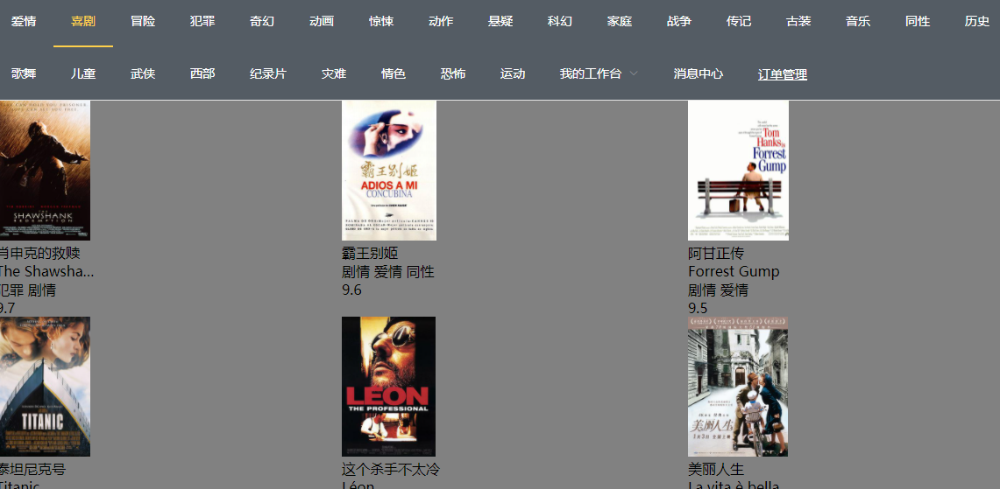 爱情 喜剧 冒险 犯罪 奇幻 动画 惊悚 动作 悬疑 科幻 家庭 战争 传记 古装 音乐 同性 历史
歌舞 儿童 武侠 西部 纪录片 灾难 情色 恐怖 运动 我的工作台 消息中心 订单管理
THE
SHAWSHANK
REDEMPTION
霸王别姬
ADIOS A MI
CONCUBINA
Tom
Hanks is
Forrest
Gump
肖申克的救赎
The Shawsha...
犯罪 剧情
9.7
霸王别姬
剧情 爱情 同性
9.6
阿甘正传
Forrest Gump
剧情 爱情
9.5
TITANIC
LEON
THE PROFESSIONAL
美丽人生
泰坦尼克号
Titanic
这个杀手不太冷
Léon
美丽人生
La vita è bella